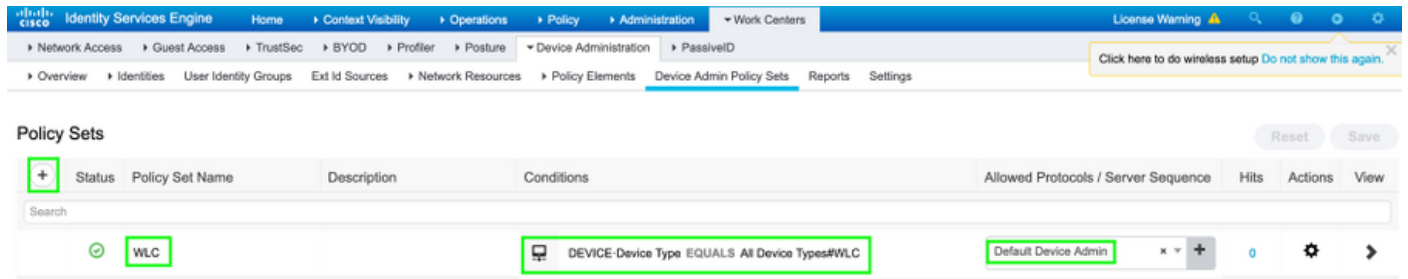 cisco Identity Services Engine Home Context Visibility Operations Policy Administration Work Centers License Warning
Network Access Guest Access TrustSec BYOD Profiler Posture Device Administration PassiveID
Click here to do wireless setup Do not show this again.
Overview Identities User Identity Groups Ext Id Sources Network Resources Policy Elements Device Admin Policy Sets Reports Settings
Policy Sets
Reset Save
+ Status Policy Set Name Description Conditions Allowed Protocols / Server Sequence Hits Actions View
Search
WLC DEVICE-Device Type EQUALS All Device Types#WLC Default Device Admin × + 0